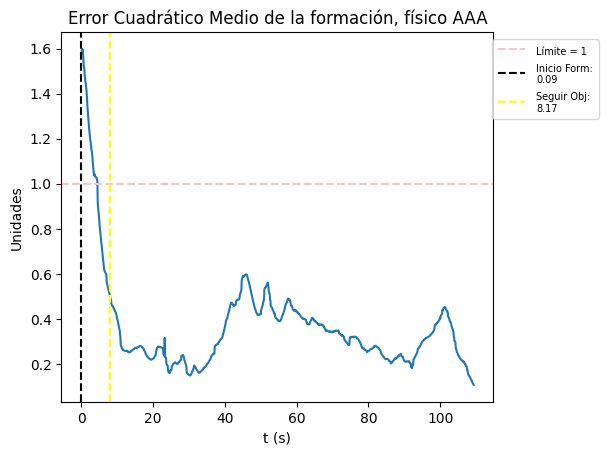 Error Cuadrático Medio de la formación, físico AAA
Límite = 1
Inicio Form:
0.09
Seguir Obj:
8.17
Unidades
1.6
1.4
1.2
1.0
0.8
0.6
0.4
0.2
0
20
40
60
80
100
t (s)